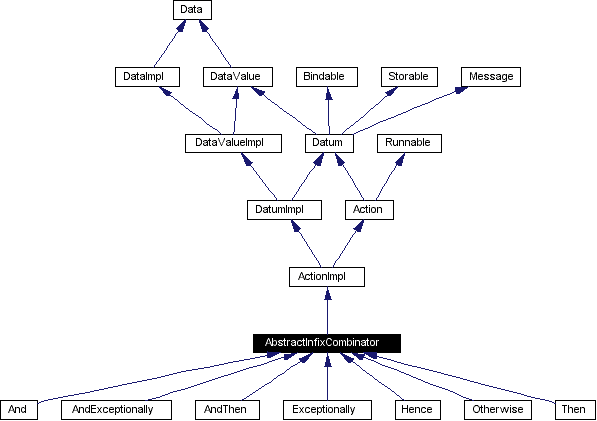 Data
DataImpl
DataValue
Bindable
Storable
Message
DataValueImpl
Datum
Runnable
DatumImpl
Action
ActionImpl
AbstractInfixCombinator
And
AndExceptionally
AndThen
Exceptionally
Hence
Otherwise
Then